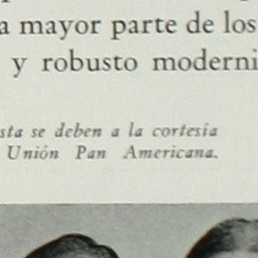 a mayor parte de los
y robusto moderni
sta se deben a la cortesía
Unión Pan Americana.